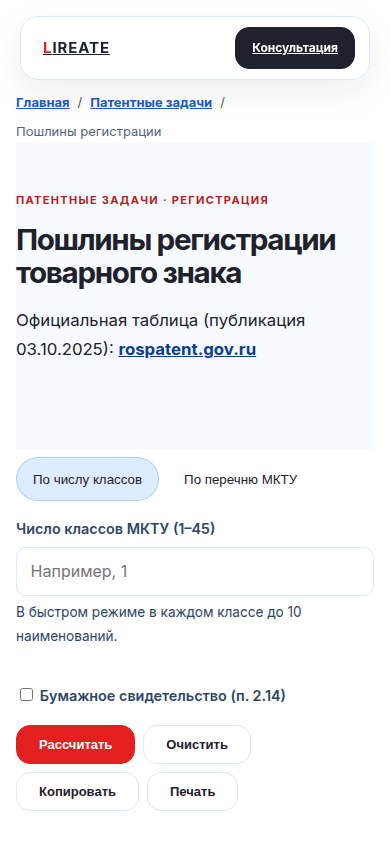 LIREATE
Консультация
Главная / Патентные задачи /
Пошлины регистрации
ПАТЕНТНЫЕ ЗАДАЧИ · РЕГИСТРАЦИЯ
Пошлины регистрации
товарного знака
Официальная таблица (публикация
03.10.2025): rospatent.gov.ru
По числу классов
По перечню МКТУ
Число классов МКТУ (1–45)
Например, 1
В быстром режиме в каждом классе до 10
наименований.
Бумажное свидетельство (п. 2.14)
Рассчитать
Очистить
Копировать
Печать